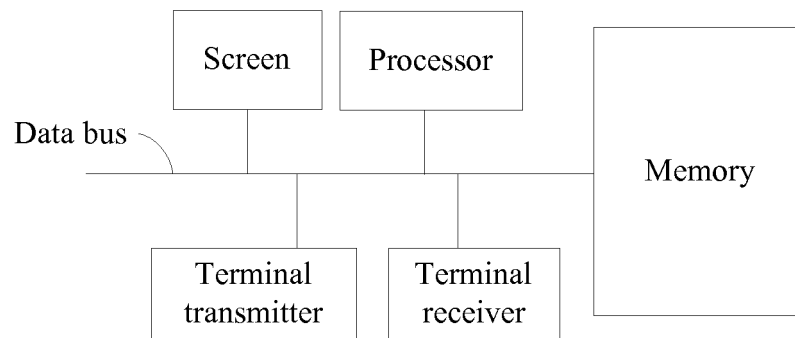 Screen
Processor
Data bus
Memory
Terminal
transmitter
Terminal
receiver